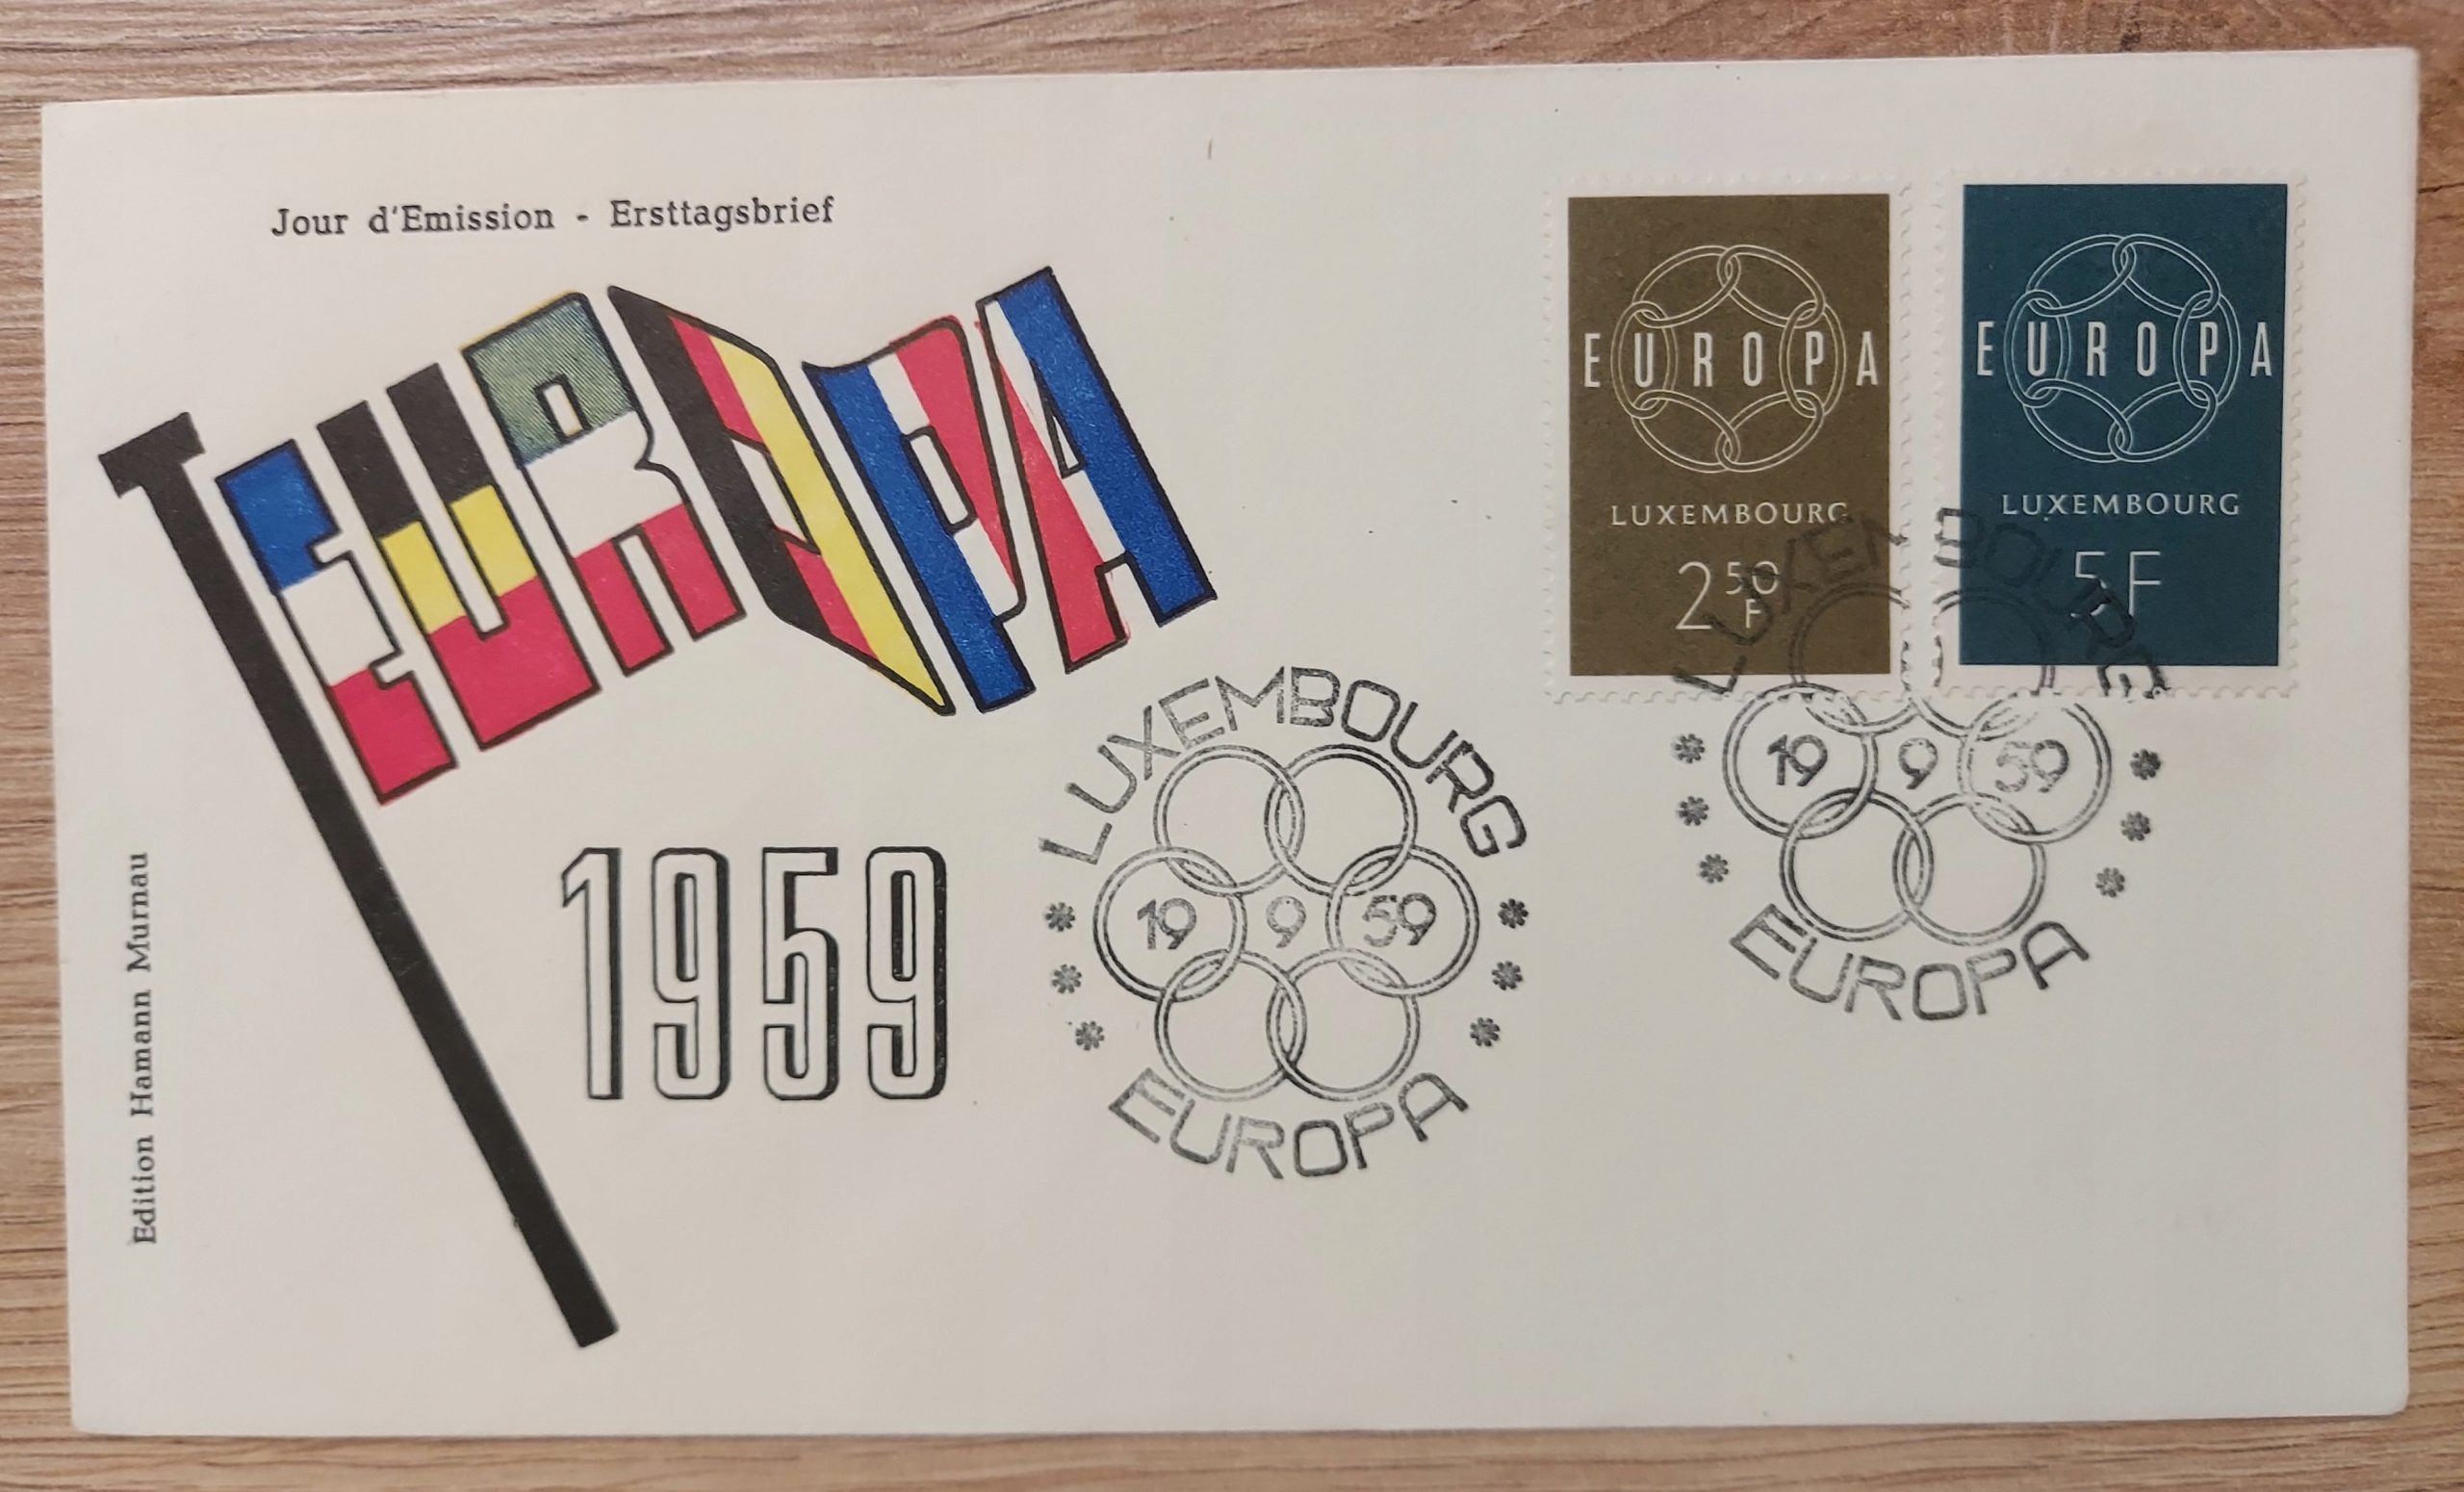 Jour d'Emission - Ersttagsbrief
EUROPA
1959
Edition Hamann Murnau
EUROPA
LUXEMBOURG
2 50 F
EUROPA
LUXEMBOURG
5 F
LUXEMBOURG
19 9 59
EUROPA
LUXEMBOURG
19 9 59
EUROPA